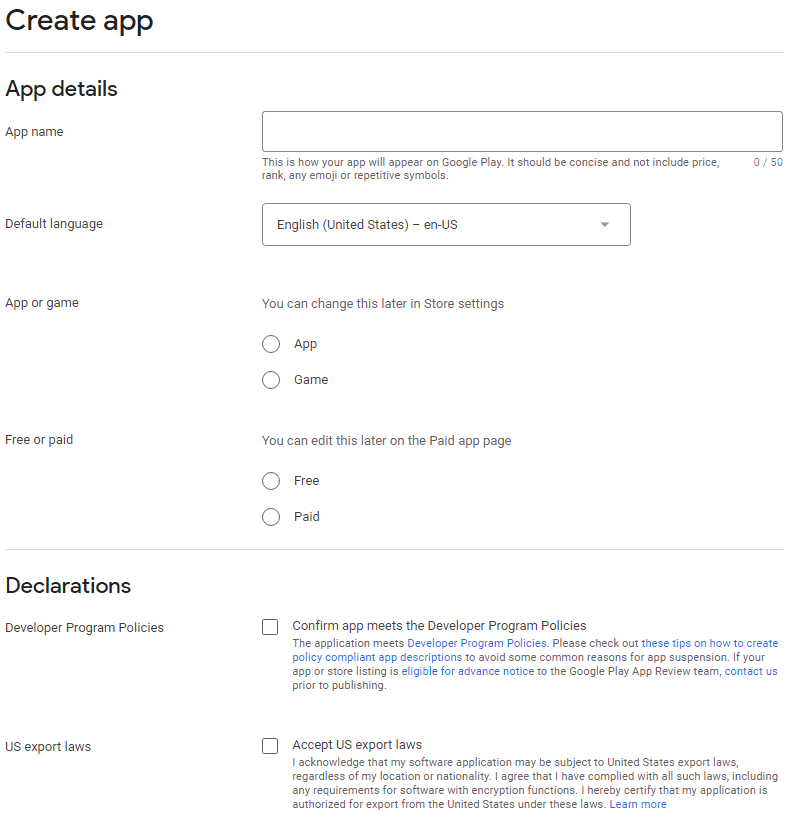 Create app
App details
App name
This is how your app will appear on Google Play. It should be concise and not include price,
rank, any emoji or repetitive symbols.
0 / 50
Default language
English (United States) – en-US
App or game
You can change this later in Store settings
App
Game
Free or paid
You can edit this later on the Paid app page
Free
Paid
Declarations
Developer Program Policies
Confirm app meets the Developer Program Policies
The application meets Developer Program Policies. Please check out these tips on how to create
policy compliant app descriptions to avoid some common reasons for app suspension. If your
app or store listing is eligible for advance notice to the Google Play App Review team, contact us
prior to publishing.
US export laws
Accept US export laws
I acknowledge that my software application may be subject to United States export laws,
regardless of my location or nationality. I agree that I have complied with all such laws, including
any requirements for software with encryption functions. I hereby certify that my application is
authorized for export from the United States under these laws. Learn more